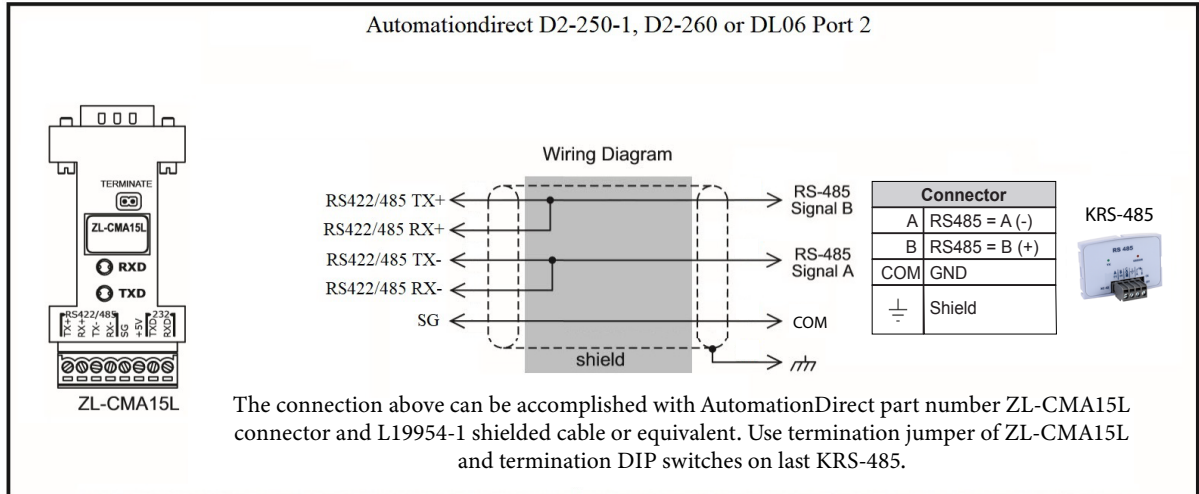 Automationdirect D2-250-1, D2-260 or DL06 Port 2
TERMINATE
ZL-CMA15L
RXD
TXD
RS422/485 232
TX+ RX+ TX- RX- SG +5V TXD RXD
ZL-CMA15L
Wiring Diagram
RS422/485 TX+
RS422/485 RX+
RS422/485 TX-
RS422/485 RX-
SG
shield
RS-485
Signal B
RS-485
Signal A
COM
Connector
A RS485 = A (-)
B RS485 = B (+)
COM GND
Shield
KRS-485
RS 485
The connection above can be accomplished with AutomationDirect part number ZL-CMA15L
connector and L19954-1 shielded cable or equivalent. Use termination jumper of ZL-CMA15L
and termination DIP switches on last KRS-485.